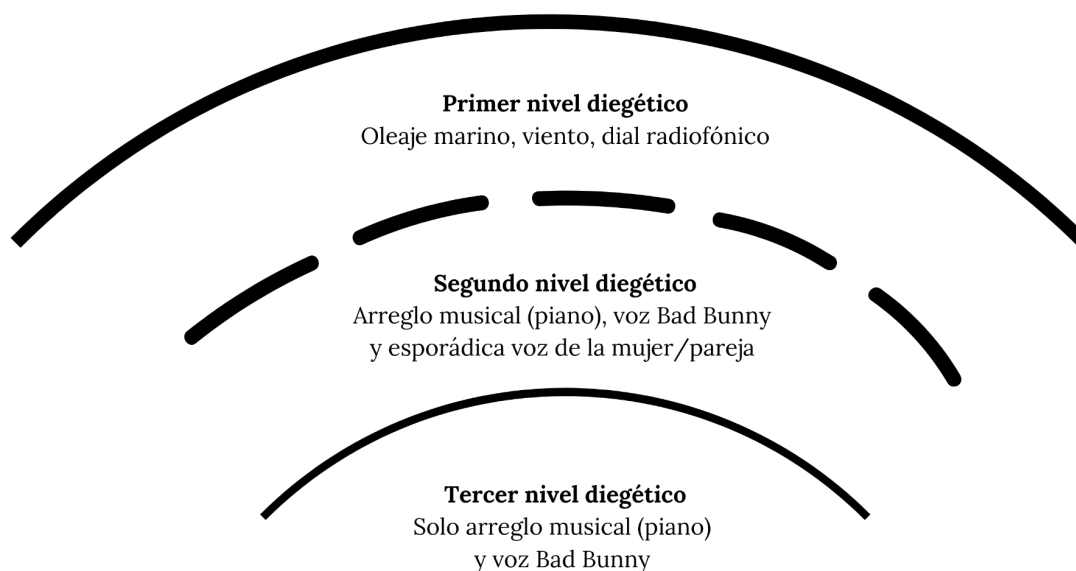 Primer nivel diegético
Oleaje marino, viento, dial radiofónico
Segundo nivel diegético
Arreglo musical (piano), voz Bad Bunny
y esporádica voz de la mujer/pareja
Tercer nivel diegético
Solo arreglo musical (piano)
y voz Bad Bunny